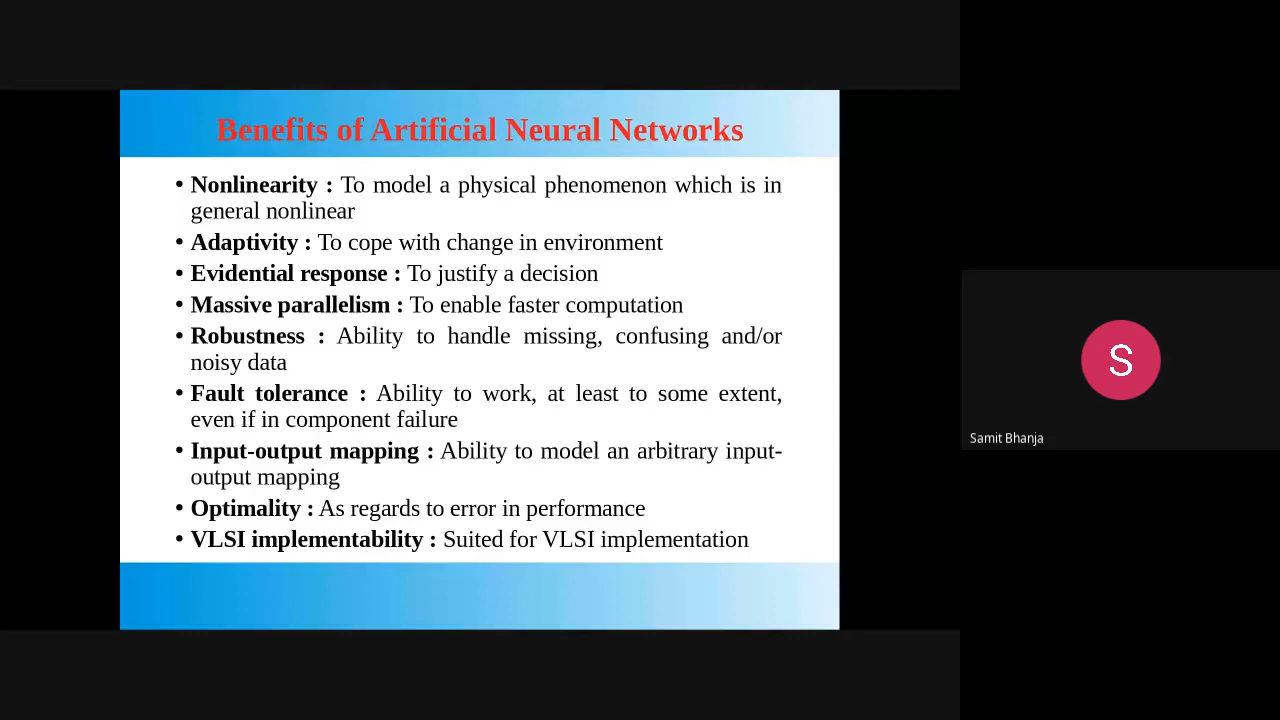 Benefits of Artificial Neural Networks
• Nonlinearity : To model a physical phenomenon which is in
general nonlinear
• Adaptivity : To cope with change in environment
• Evidential response : To justify a decision
• Massive parallelism : To enable faster computation
• Robustness : Ability to handle missing, confusing and/or
noisy data
• Fault tolerance : Ability to work, at least to some extent,
even if in component failure
• Input-output mapping : Ability to model an arbitrary input-
output mapping
• Optimality : As regards to error in performance
• VLSI implementability : Suited for VLSI implementation
S
Samit Bhanja